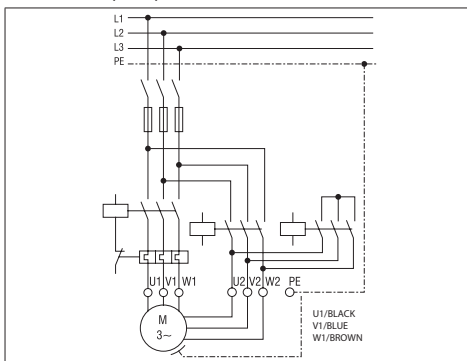 L1
L2
L3
PE
U1 V1 W1
U2 V2 W2 PE
M
3~
U1/BLACK
V1/BLUE
W1/BROWN